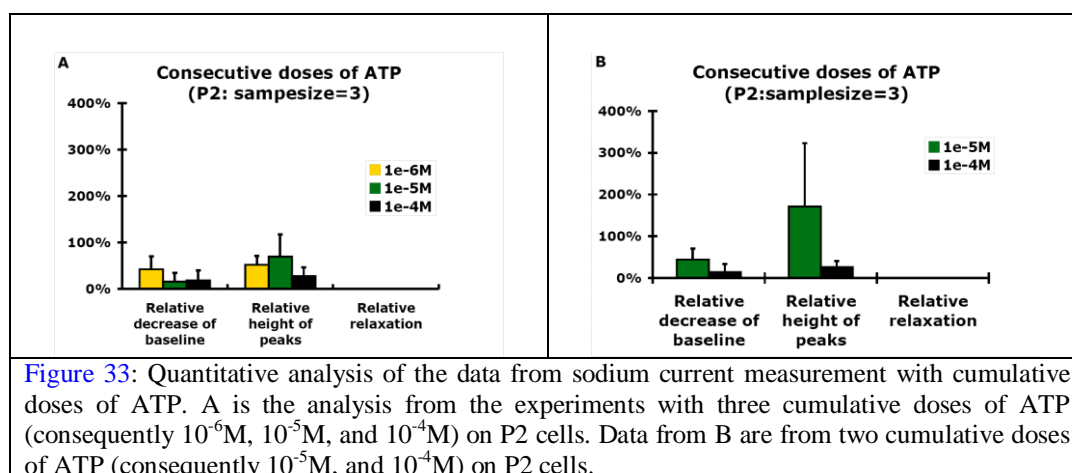 A
Consecutive doses of ATP
(P2: sampesize=3)
400%
300%
200%
100%
0%
1e-6M
1e-5M
1e-4M
Relative decrease of baseline
Relative height of peaks
Relative relaxation
B
Consecutive doses of ATP
(P2:samplesize=3)
400%
300%
200%
100%
0%
1e-5M
1e-4M
Relative decrease of baseline
Relative height of peaks
Relative relaxation
Figure 33: Quantitative analysis of the data from sodium current measurement with cumulative
doses of ATP. A is the analysis from the experiments with three cumulative doses of ATP
(consequently 10⁻⁶M, 10⁻⁵M, and 10⁻⁴M) on P2 cells. Data from B are from two cumulative doses
of ATP (consequently 10⁻⁵M, and 10⁻⁴M) on P2 cells.